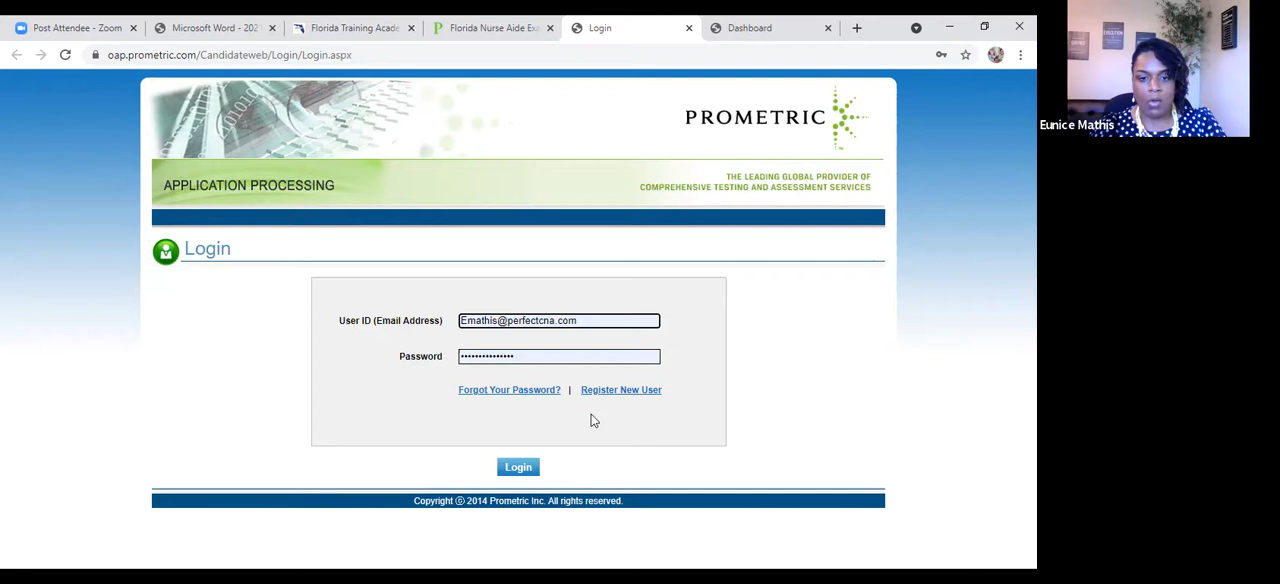 Post Attendee - Zoom
Microsoft Word - 202
Florida Training Acade
Florida Nurse Aide Exa
Login
Dashboard
oap.prometric.com/Candidateweb/Login/Login.aspx
PROMETRIC
THE LEADING GLOBAL PROVIDER OF
COMPREHENSIVE TESTING AND ASSESSMENT SERVICES
APPLICATION PROCESSING
Login
User ID (Email Address)
Emathis@perfectcna.com
Password
•••••••••••••••
Forgot Your Password? | Register New User
Login
Copyright © 2014 Prometric Inc. All rights reserved.
Eunice Mathis